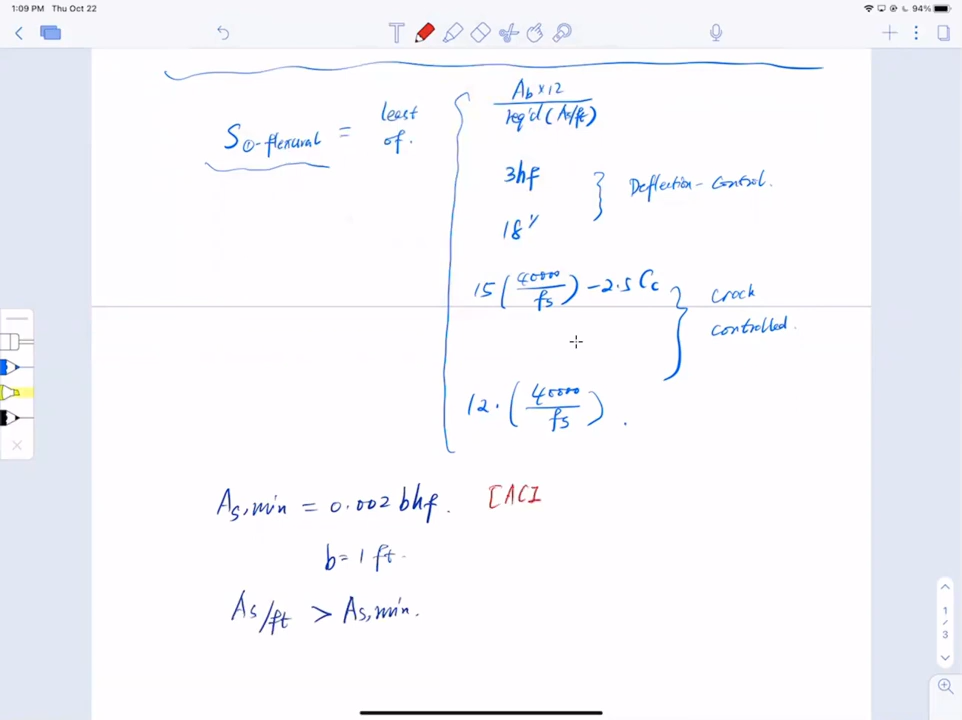 1:09 PM Thu Oct 22
94%
T
S①-flexural = least of.
Ab×12 / req'd (As/ft)
3hf
18"
} Deflection-Control.
15 (40000/fs) - 2.5 Cc
12. (40000/fs).
} Crack
controlled.
As,min = 0.002 bhf. [ACI
b = 1 ft.
As/ft > As,min.
1
/
3